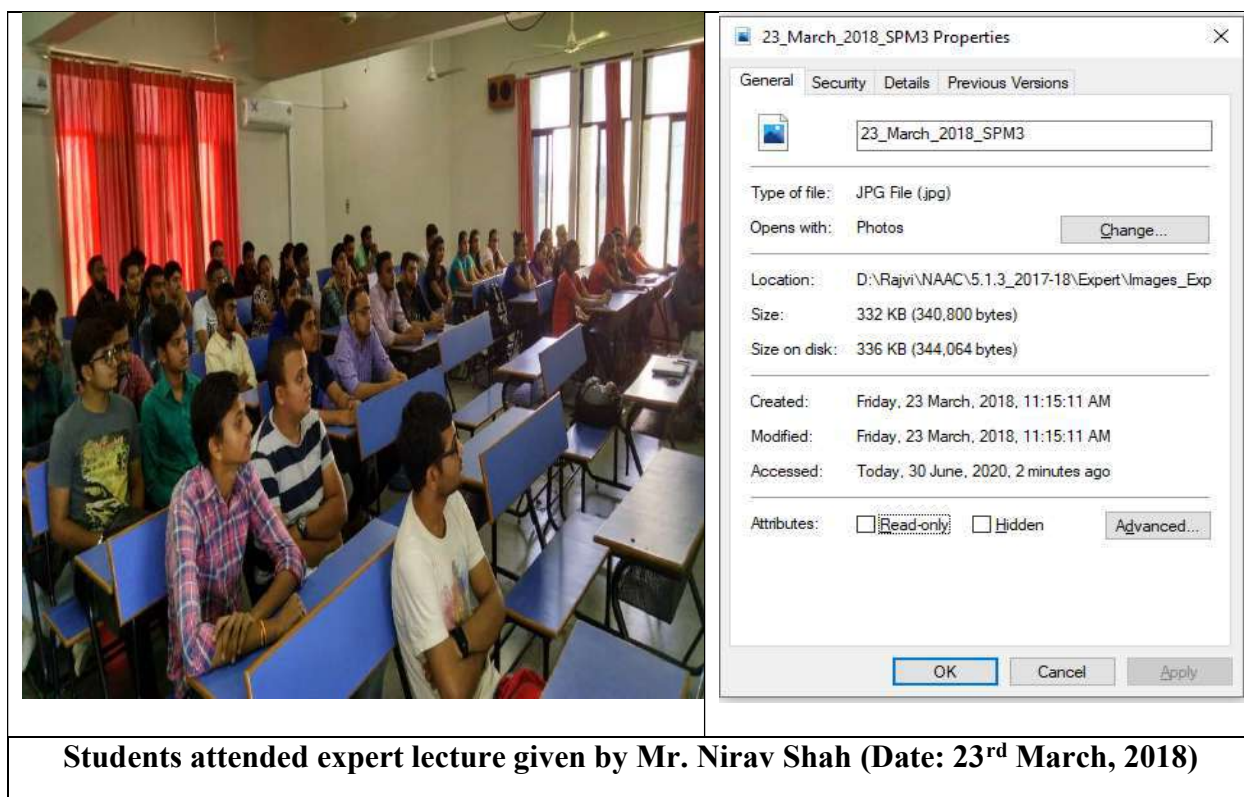 23_March_2018_SPM3 Properties
General Security Details Previous Versions
23_March_2018_SPM3
Type of file: JPG File (.jpg)
Opens with: Photos Change...
Location: D:\Rajvi\NAAC\5.1.3_2017-18\Expert\Images_Exp
Size: 332 KB (340,800 bytes)
Size on disk: 336 KB (344,064 bytes)
Created: Friday, 23 March, 2018, 11:15:11 AM
Modified: Friday, 23 March, 2018, 11:15:11 AM
Accessed: Today, 30 June, 2020, 2 minutes ago
Attributes: Read-only Hidden Advanced...
OK Cancel Apply
Students attended expert lecture given by Mr. Nirav Shah (Date: 23rd March, 2018)